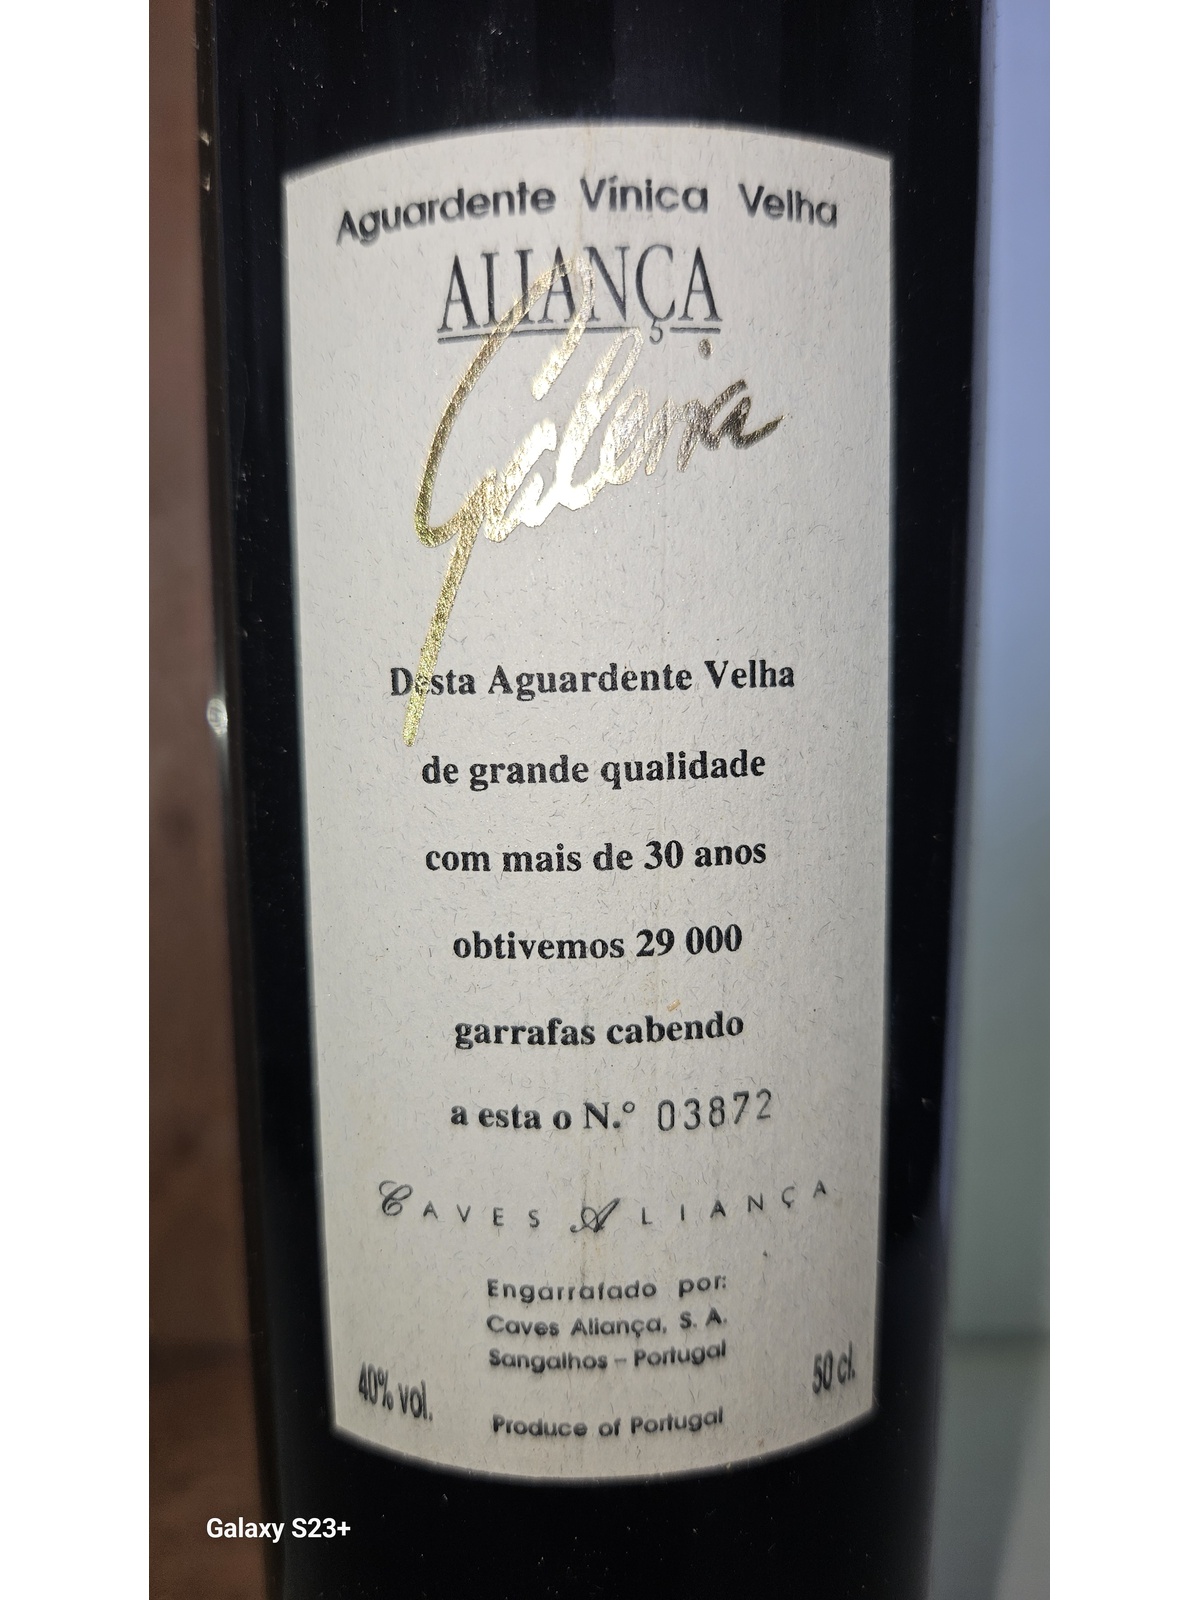 Aguardente Vínica Velha
ALIANÇA
Galeria
Desta Aguardente Velha
de grande qualidade
com mais de 30 anos
obtivemos 29 000
garrafas cabendo
a esta o N.º 03872
CAVES ALIANÇA
Engarrafado por:
Caves Aliança, S. A.
Sangalhos – Portugal
40% vol.
50 cl.
Produce of Portugal
Galaxy S23+